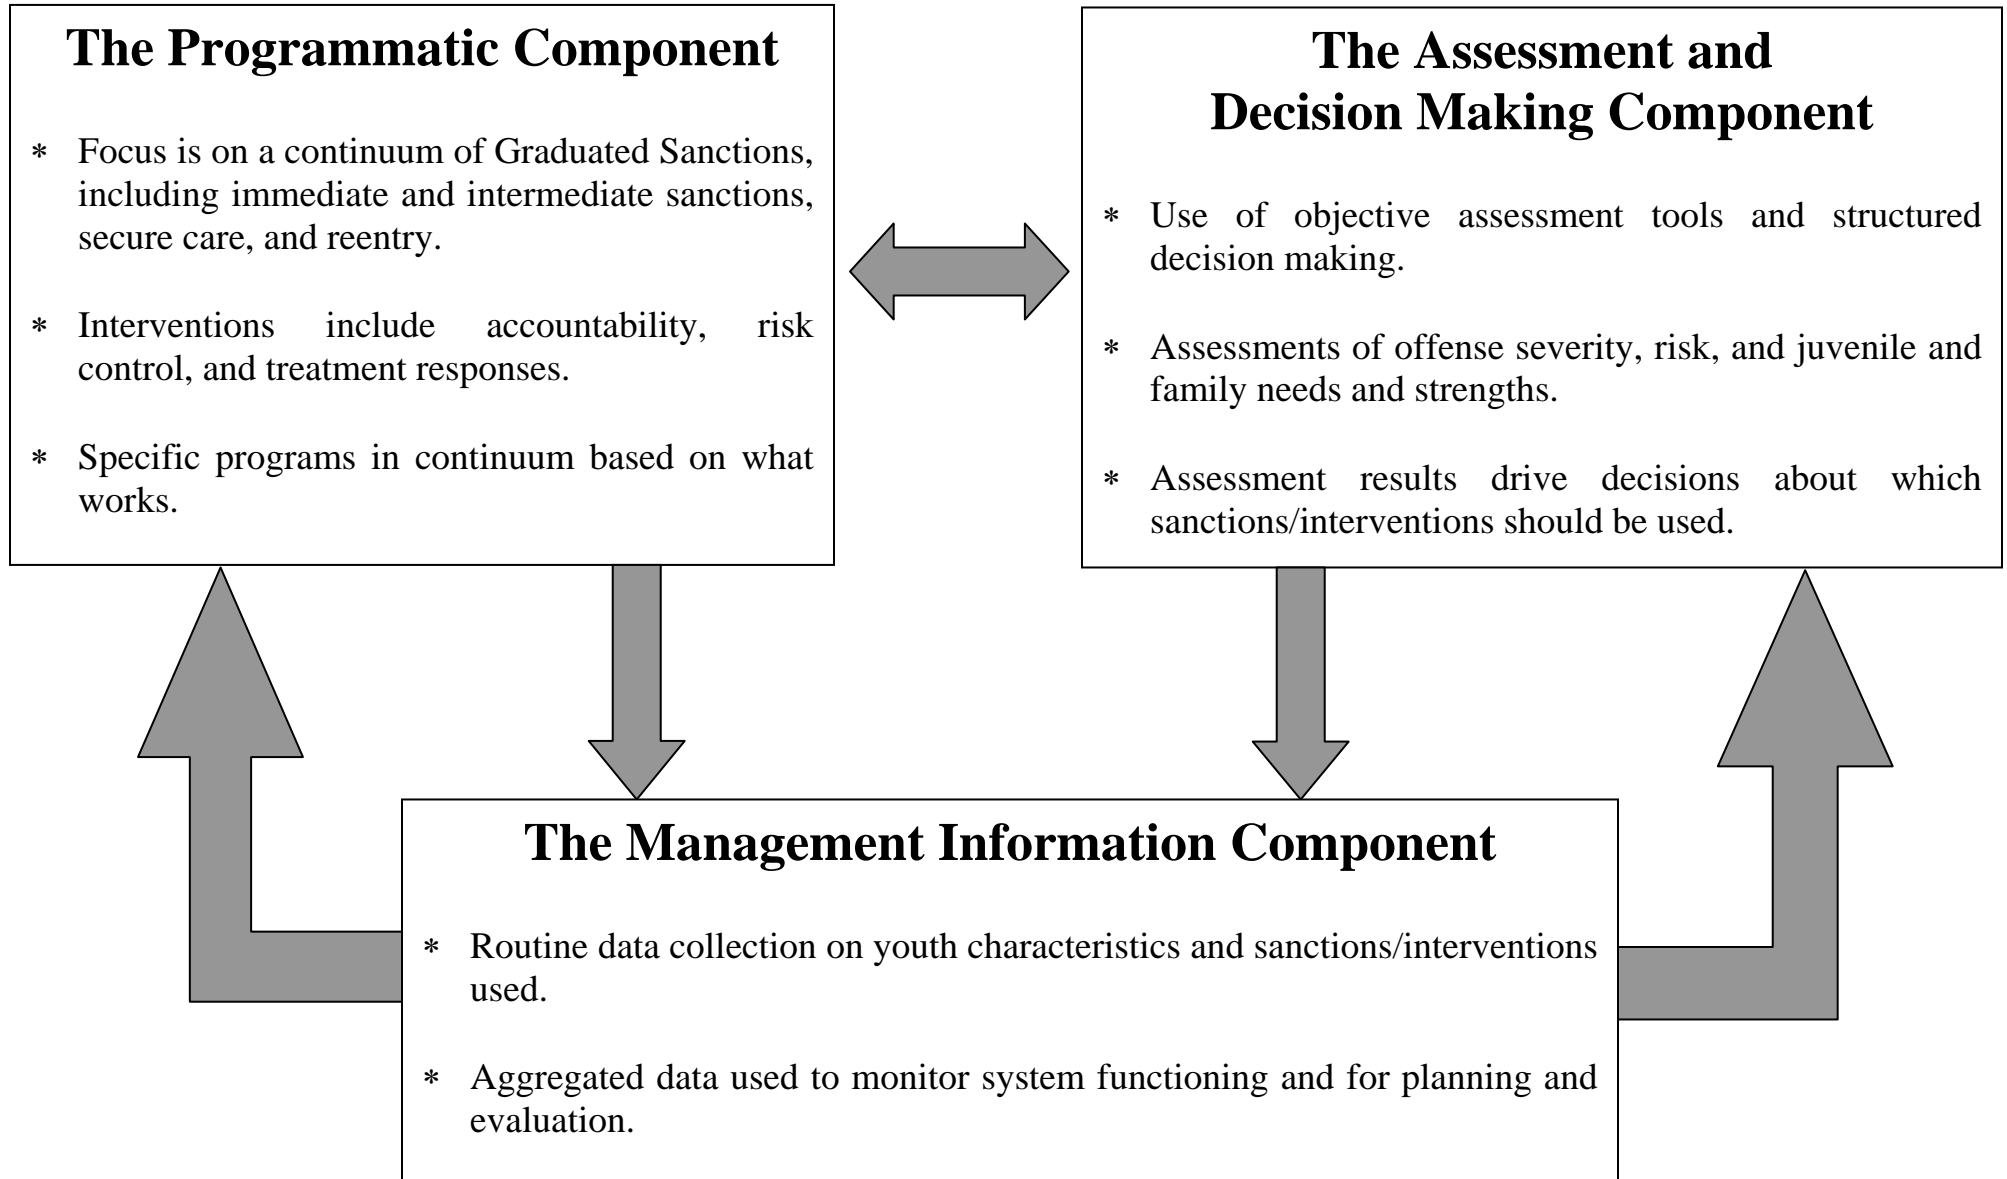 The Programmatic Component
* Focus is on a continuum of Graduated Sanctions,
including immediate and intermediate sanctions,
secure care, and reentry.
* Interventions include accountability, risk
control, and treatment responses.
* Specific programs in continuum based on what
works.
The Assessment and
Decision Making Component
* Use of objective assessment tools and structured
decision making.
* Assessments of offense severity, risk, and juvenile and
family needs and strengths.
* Assessment results drive decisions about which
sanctions/interventions should be used.
The Management Information Component
* Routine data collection on youth characteristics and sanctions/interventions
used.
* Aggregated data used to monitor system functioning and for planning and
evaluation.